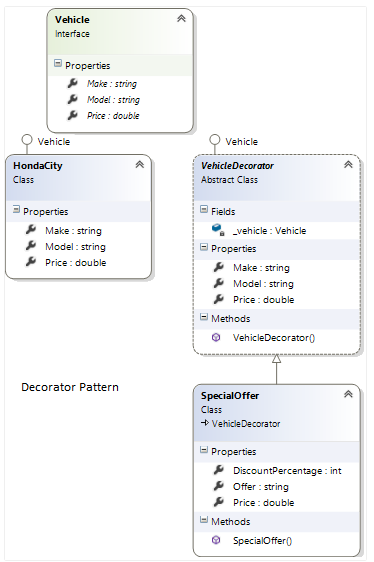 Vehicle
Interface
Properties
Make : string
Model : string
Price : double
Vehicle
HondaCity
Class
Properties
Make : string
Model : string
Price : double
Vehicle
VehicleDecorator
Abstract Class
Fields
_vehicle : Vehicle
Properties
Make : string
Model : string
Price : double
Methods
VehicleDecorator()
Decorator Pattern
SpecialOffer
Class
VehicleDecorator
Properties
DiscountPercentage : int
Offer : string
Price : double
Methods
SpecialOffer()